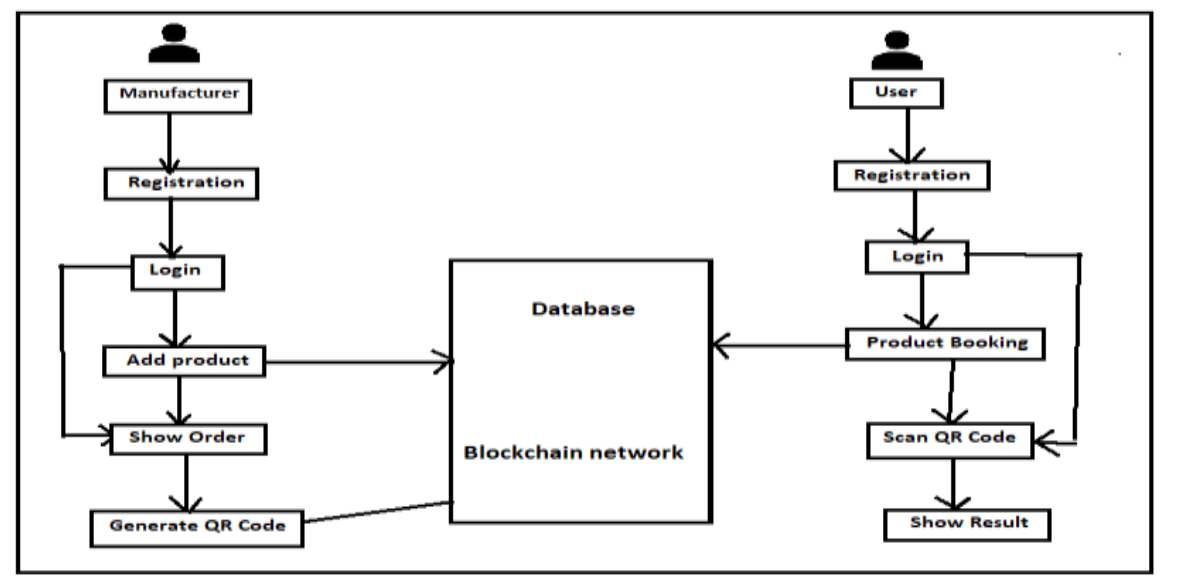 Manufacturer
Registration
Login
Add product
Show Order
Generate QR Code
Database
Blockchain network
User
Registration
Login
Product Booking
Scan QR Code
Show Result